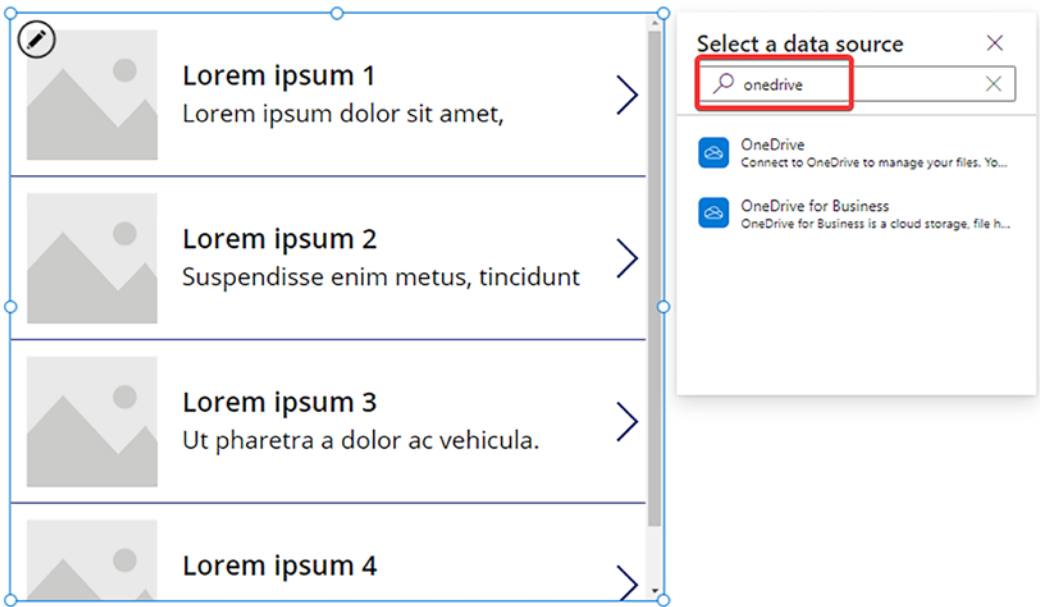 Lorem ipsum 1
Lorem ipsum dolor sit amet,
Lorem ipsum 2
Suspendisse enim metus, tincidunt
Lorem ipsum 3
Ut pharetra a dolor ac vehicula.
Lorem ipsum 4
Select a data source
onedrive
OneDrive
Connect to OneDrive to manage your files. Yo...
OneDrive for Business
OneDrive for Business is a cloud storage, file h...